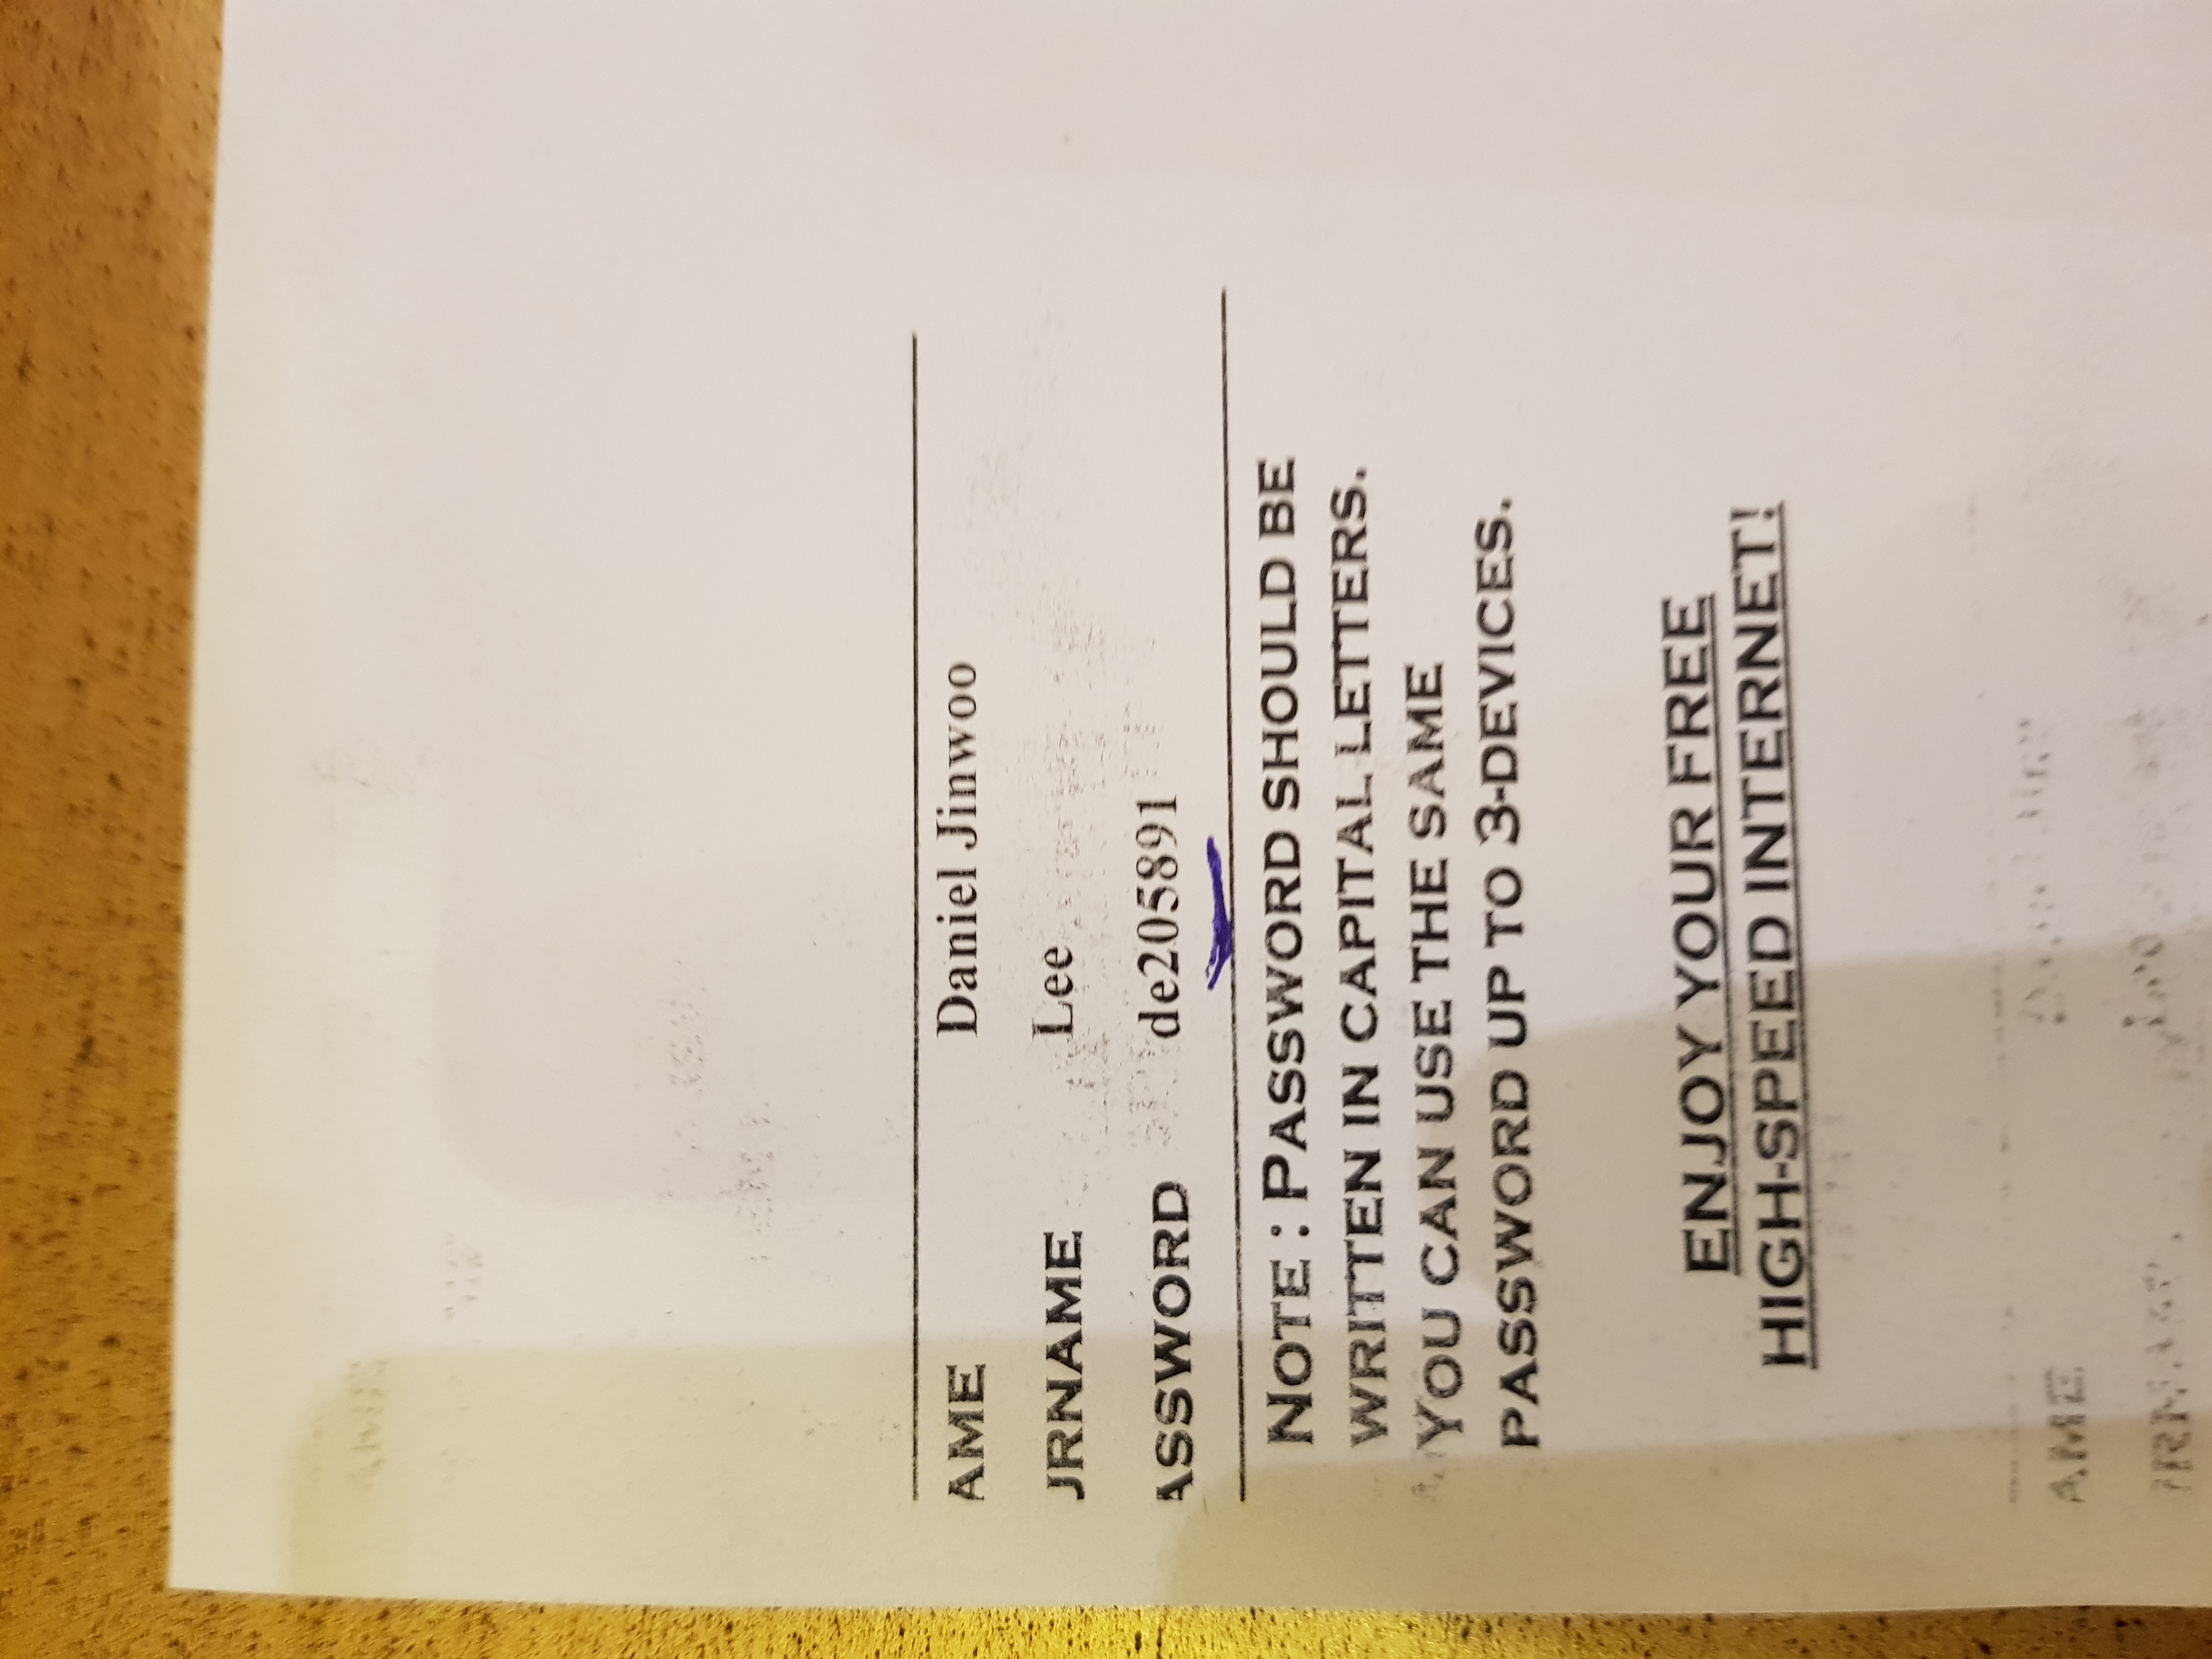 AME Daniel Jinwoo
JRNAME Lee
ASSWORD de205891
NOTE : PASSWORD SHOULD BE
WRITTEN IN CAPITAL LETTERS.
YOU CAN USE THE SAME
PASSWORD UP TO 3-DEVICES.
ENJOY YOUR FREE
HIGH-SPEED INTERNET!
AME